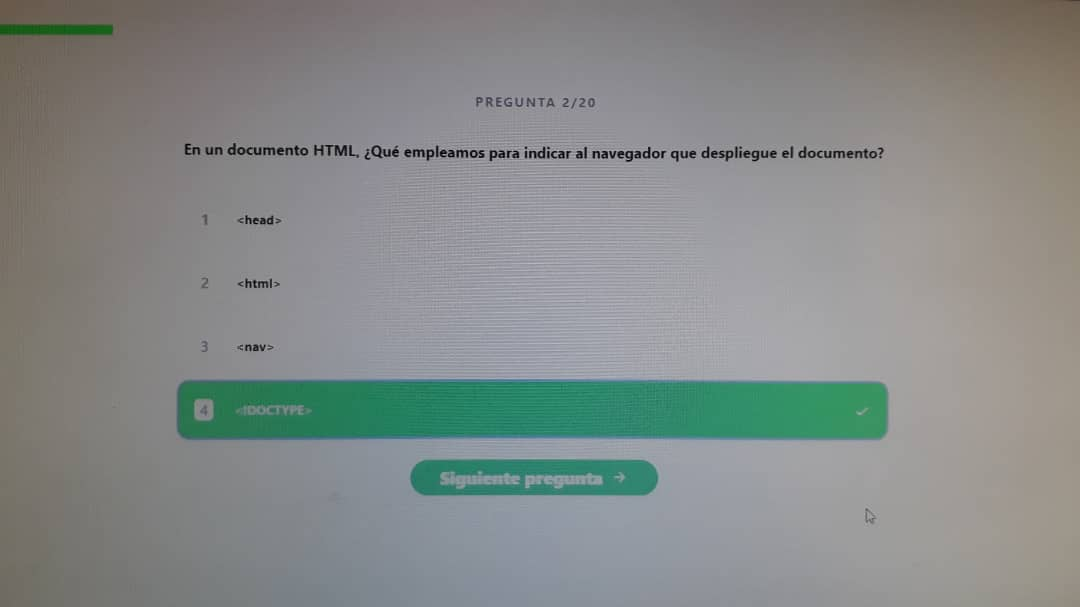 PREGUNTA 2/20
En un documento HTML, ¿Qué empleamos para indicar al navegador que despliegue el documento?
1 <head>
2 <html>
3 <nav>
4 <!DOCTYPE>
Siguiente pregunta →